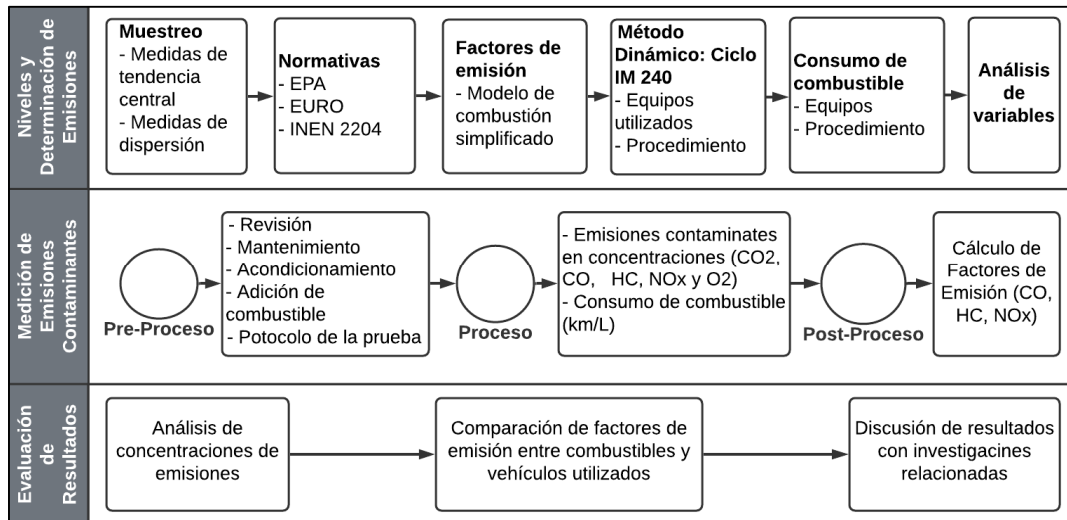 Niveles y
Determinación de
Emisiones
Muestreo
- Medidas de
tendencia
central
- Medidas de
dispersión
Normativas
- EPA
- EURO
- INEN 2204
Factores de
emisión
- Modelo de
combustión
simplificado
Método
Dinámico: Ciclo
IM 240
- Equipos
utilizados
- Procedimiento
Consumo de
combustible
- Equipos
- Procedimiento
Análisis
de
variables
Medición de
Emisiones
Contaminantes
Pre-Proceso
- Revisión
- Mantenimiento
- Acondicionamiento
- Adición de
combustible
- Potocolo de la prueba
Proceso
- Emisiones contaminates
en concentraciones (CO2,
CO, HC, NOx y O2)
- Consumo de combustible
(km/L)
Post-Proceso
Cálculo de
Factores de
Emisión (CO,
HC, NOx)
Evaluación
de
Resultados
Análisis de
concentraciones de
emisiones
Comparación de factores de
emisión entre combustibles y
vehículos utilizados
Discusión de resultados
con investigacines
relacionadas